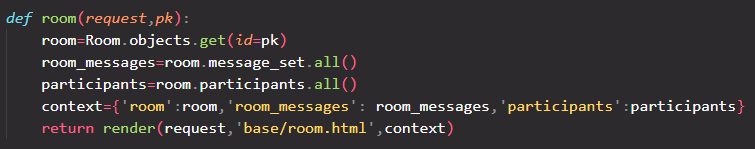 def room(request,pk):
    room=Room.objects.get(id=pk)
    room_messages=room.message_set.all()
    participants=room.participants.all()
    context={'room':room,'room_messages': room_messages,'participants':participants}
    return render(request,'base/room.html',context)